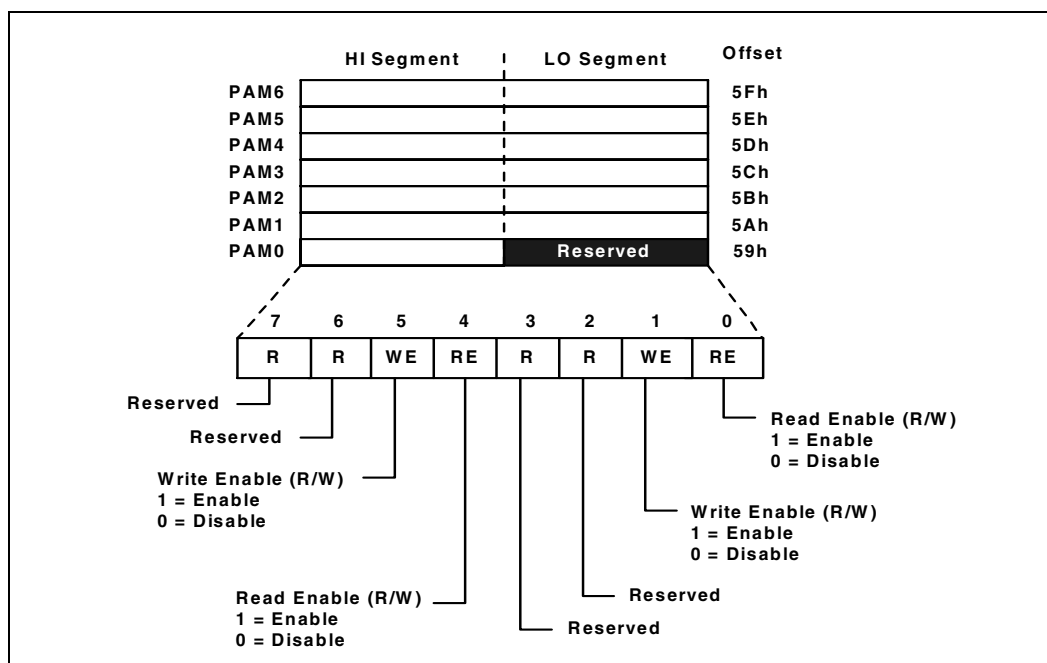 HI Segment LO Segment Offset
PAM6 5Fh
PAM5 5Eh
PAM4 5Dh
PAM3 5Ch
PAM2 5Bh
PAM1 5Ah
PAM0 Reserved 59h
7 6 5 4 3 2 1 0
R R WE RE R R WE RE
Reserved
Reserved
Write Enable (R/W)
1 = Enable
0 = Disable
Read Enable (R/W)
1 = Enable
0 = Disable
Reserved
Reserved
Write Enable (R/W)
1 = Enable
0 = Disable
Read Enable (R/W)
1 = Enable
0 = Disable